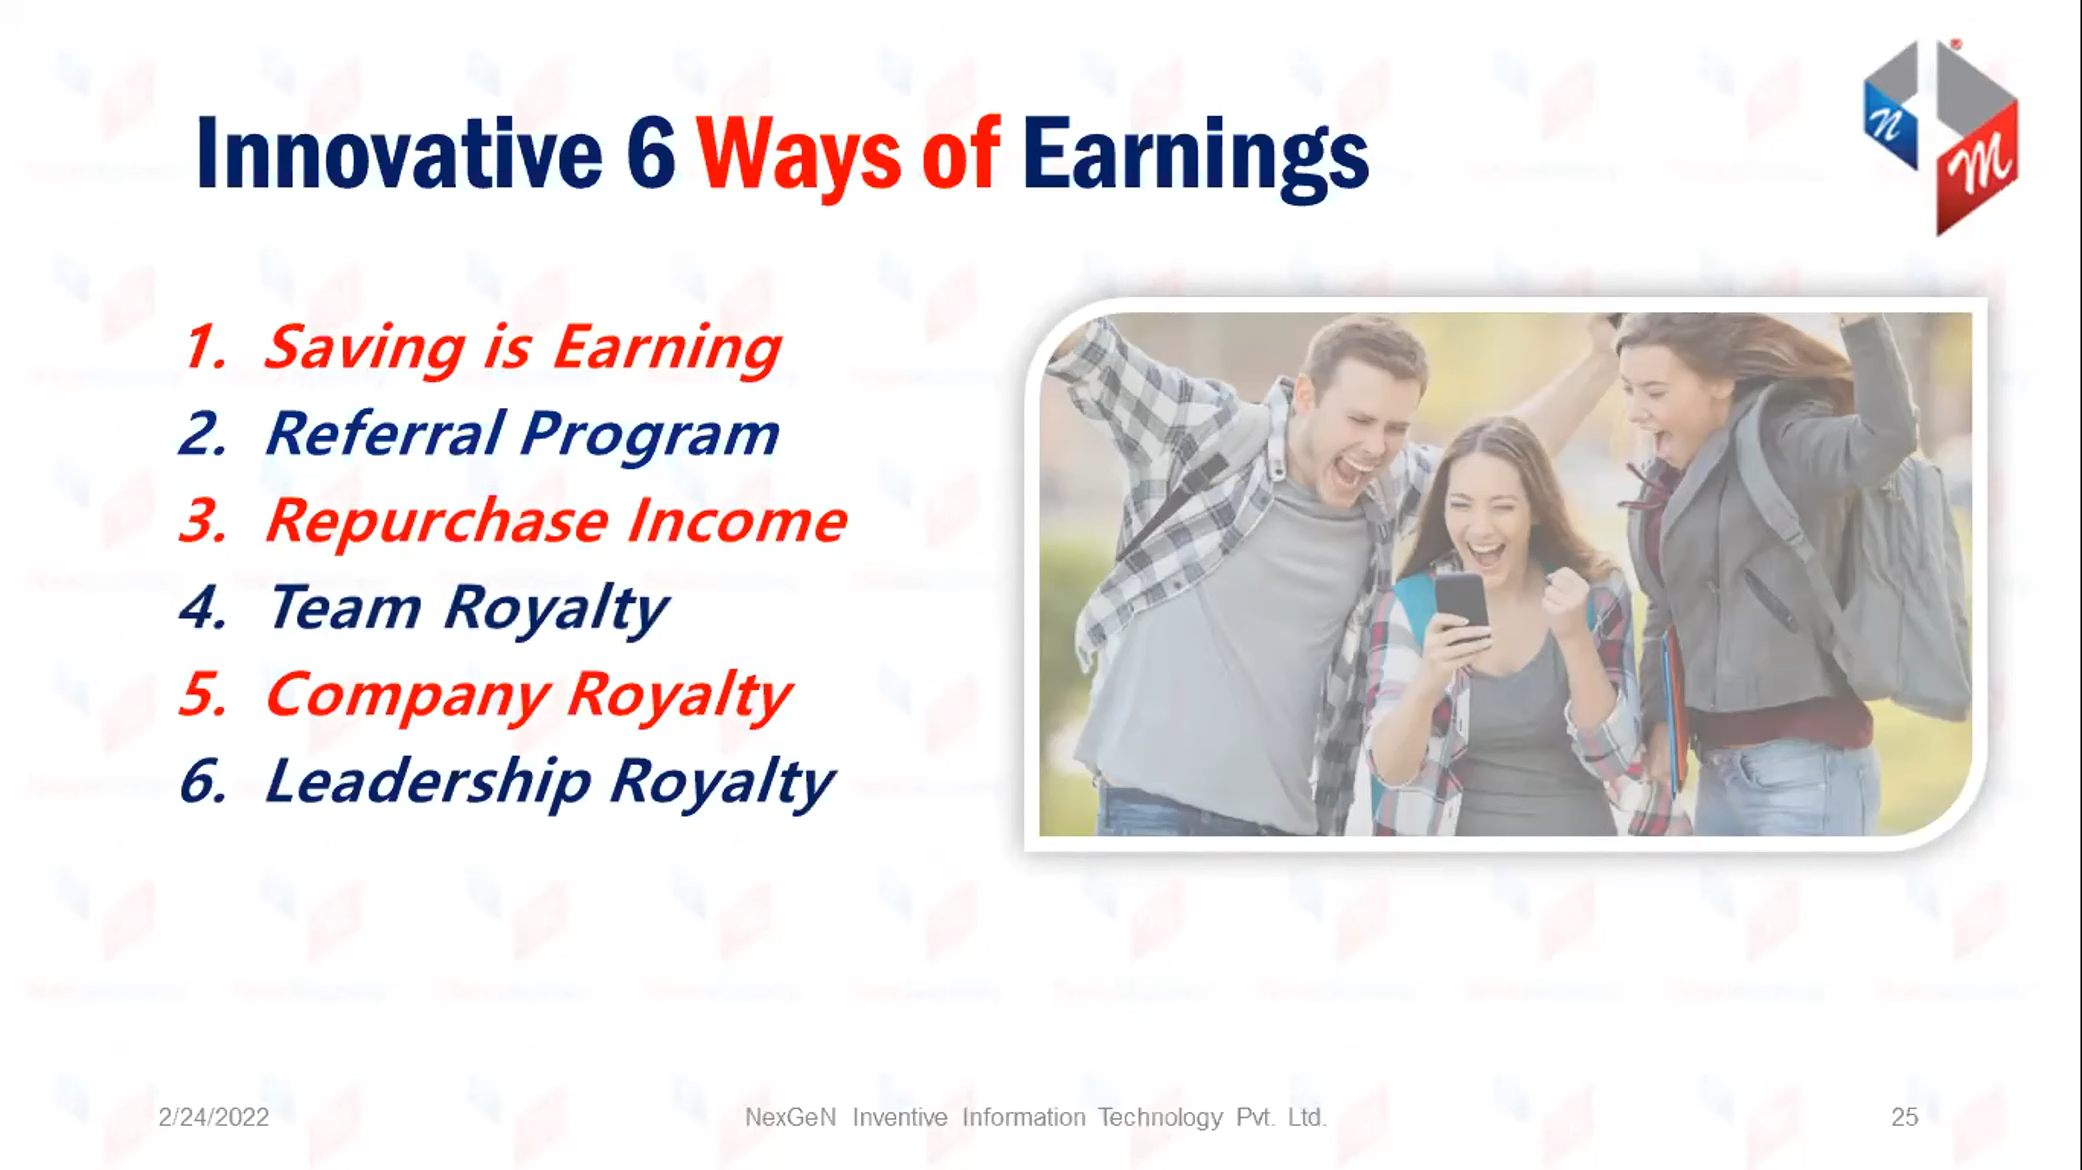 Innovative 6 Ways of Earnings
n
M
1. Saving is Earning
2. Referral Program
3. Repurchase Income
4. Team Royalty
5. Company Royalty
6. Leadership Royalty
2/24/2022
NexGeN Inventive Information Technology Pvt. Ltd.
25